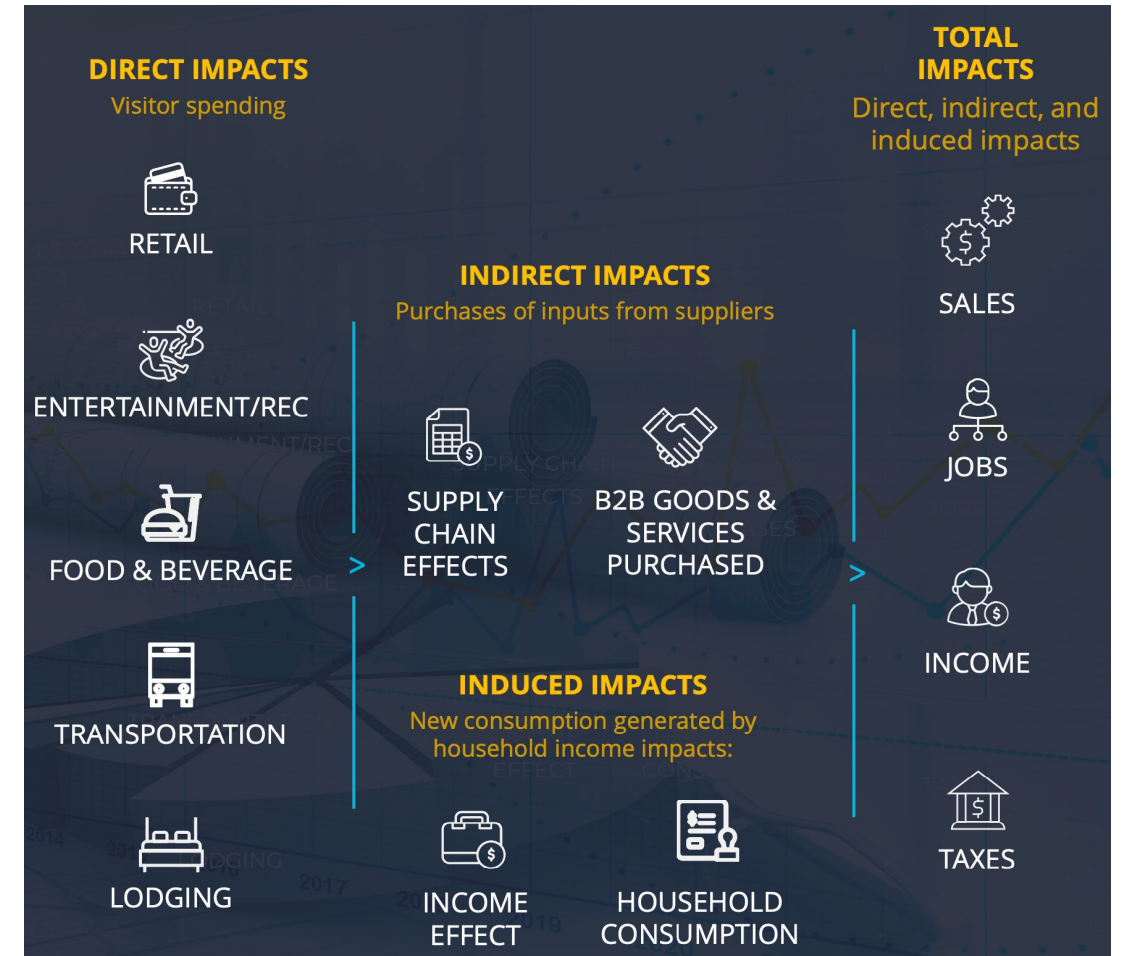 DIRECT IMPACTS
Visitor spending
RETAIL
ENTERTAINMENT/REC
FOOD & BEVERAGE
TRANSPORTATION
LODGING
>
INDIRECT IMPACTS
Purchases of inputs from suppliers
SUPPLY
CHAIN
EFFECTS
B2B GOODS &
SERVICES
PURCHASED
INDUCED IMPACTS
New consumption generated by
household income impacts:
INCOME
EFFECT
HOUSEHOLD
CONSUMPTION
>
TOTAL
IMPACTS
Direct, indirect, and
induced impacts
SALES
JOBS
INCOME
TAXES
2014
2017